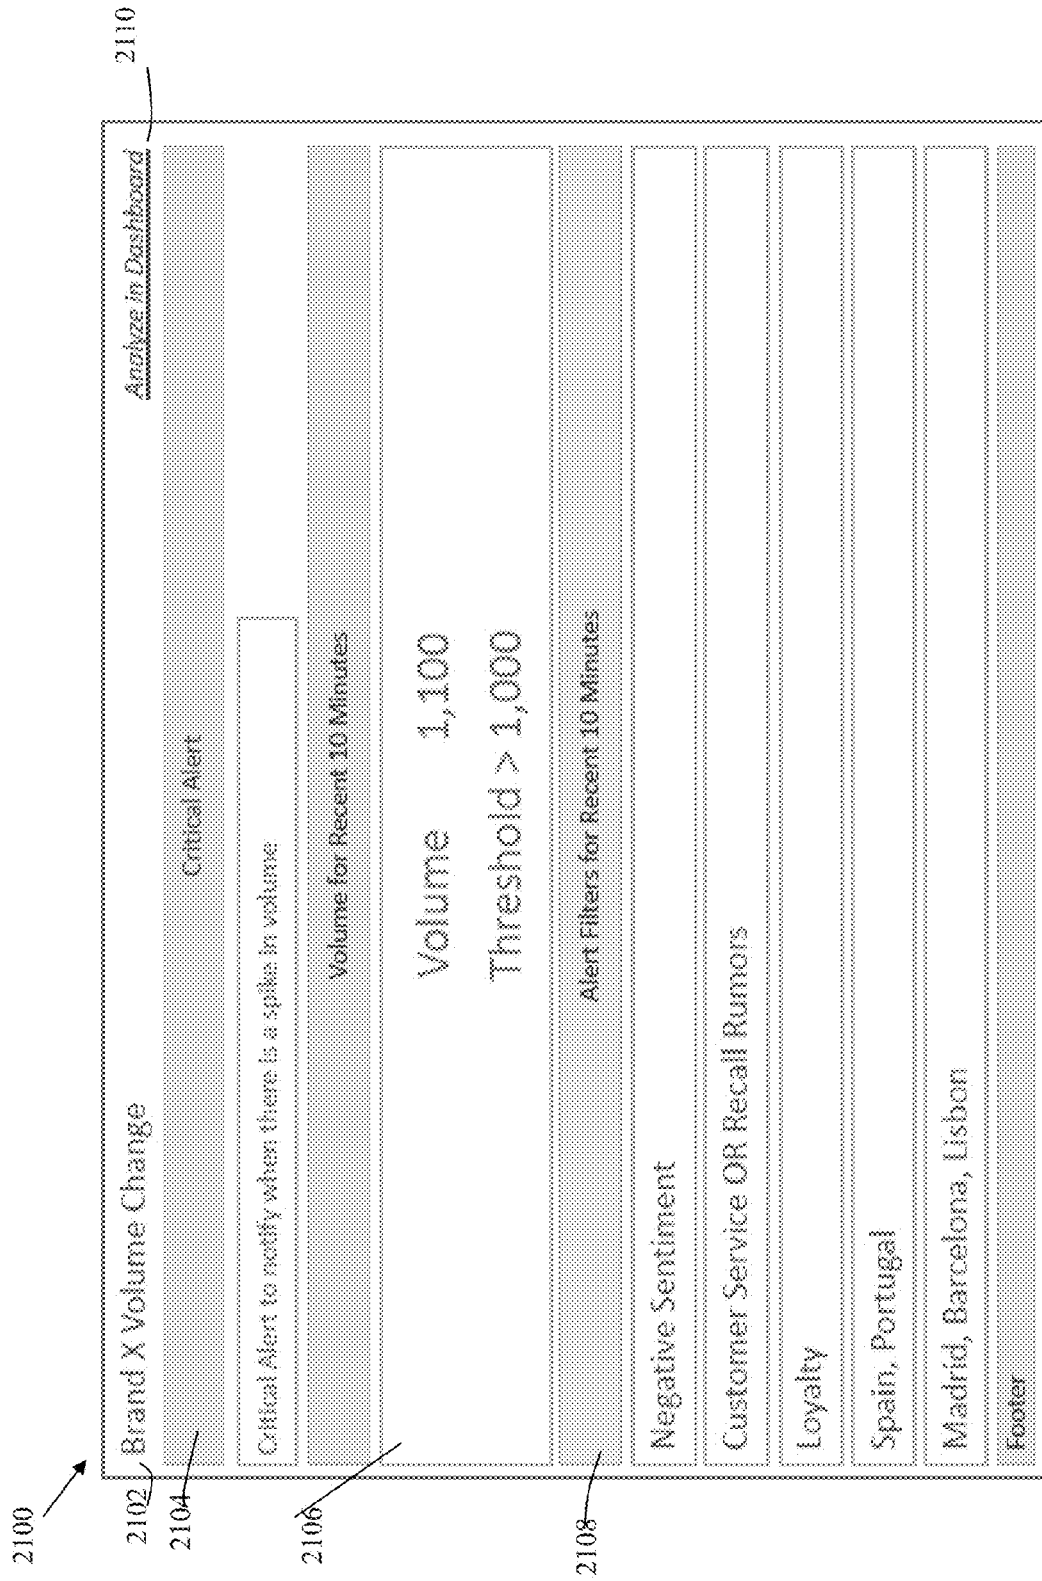 2100
2102
Brand X Volume Change
Analyze in Dashboard
2110
2104
Critical Alert
Critical Alert to notify when there is a spike in volume
Volume for Recent 10 Minutes
2106
Volume 1,100
Threshold > 1,000
2108
Alert Filters for Recent 10 Minutes
Negative Sentiment
Customer Service OR Recall Rumors
Loyalty
Spain, Portugal
Madrid, Barcelona, Lisbon
Footer